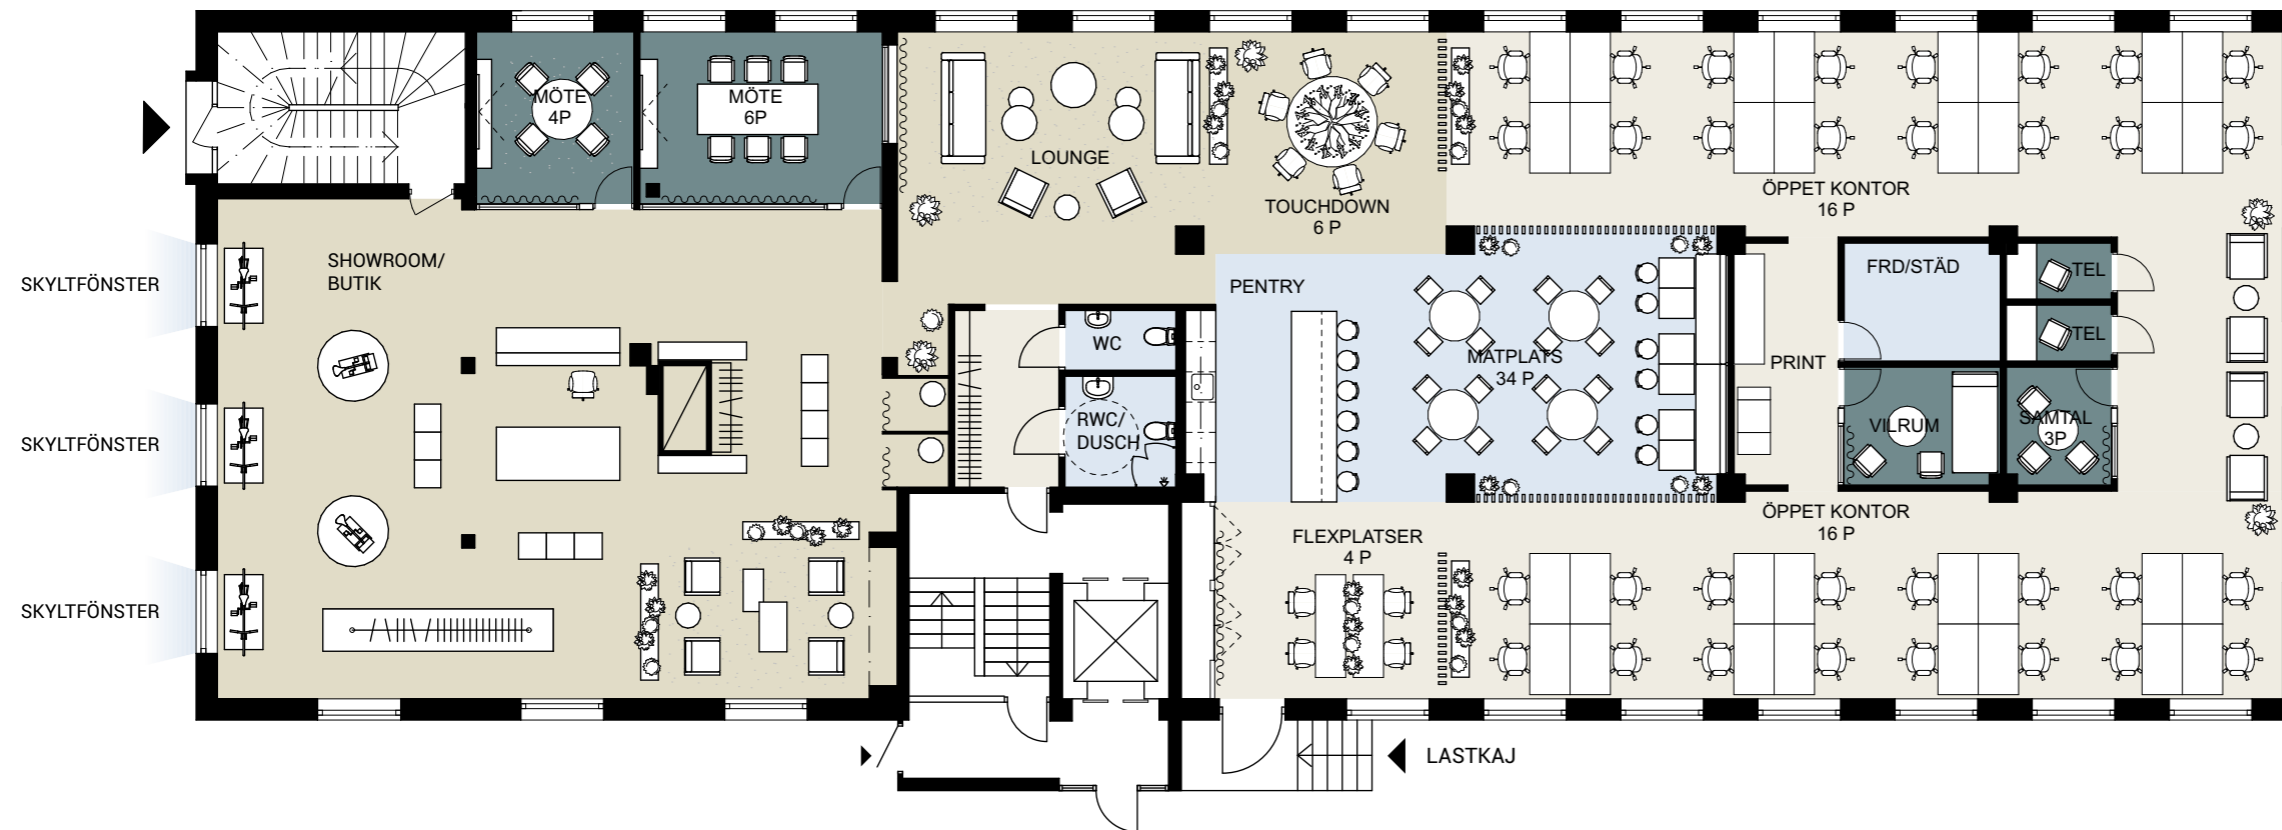 MÖTE
4P
MÖTE
6P
LOUNGE
TOUCHDOWN
6 P
ÖPPET KONTOR
16 P
SKYLTFÖNSTER
SHOWROOM/
BUTIK
PENTRY
FRD/STÄD
TEL
TEL
WC
MATPLATS
34 P
PRINT
SKYLTFÖNSTER
RWC/
DUSCH
VILRUM
SAMTAL
3P
ÖPPET KONTOR
16 P
FLEXPLATSER
4 P
SKYLTFÖNSTER
LASTKAJ